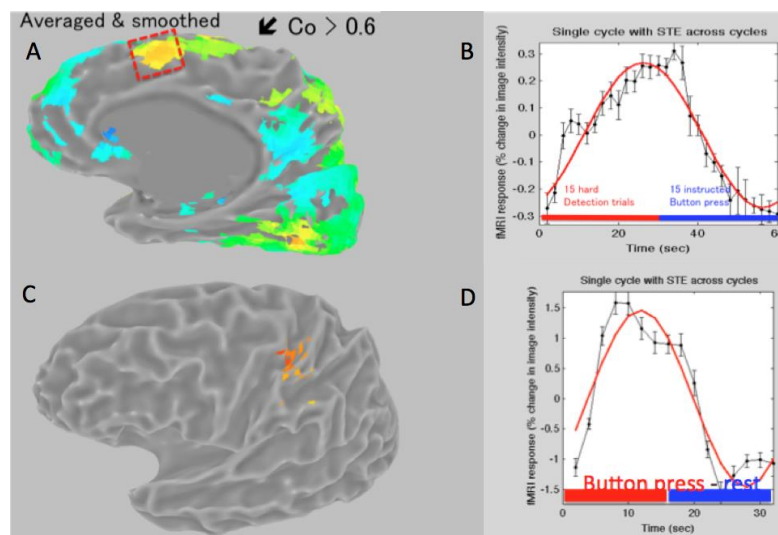 Averaged & smoothed
Co > 0.6
A
B
Single cycle with STE across cycles
fMRI response (% change in image intensity)
0.3
0.2
0.1
0
-0.1
-0.2
-0.3
15 hard
Detection trials
15 instructed
Button press
0
20
40
60
Time (sec)
C
D
Single cycle with STE across cycles
fMRI response (% change in image intensity)
1.5
1
0.5
0
-0.5
-1
-1.5
Button press - rest
0
10
20
30
Time (sec)